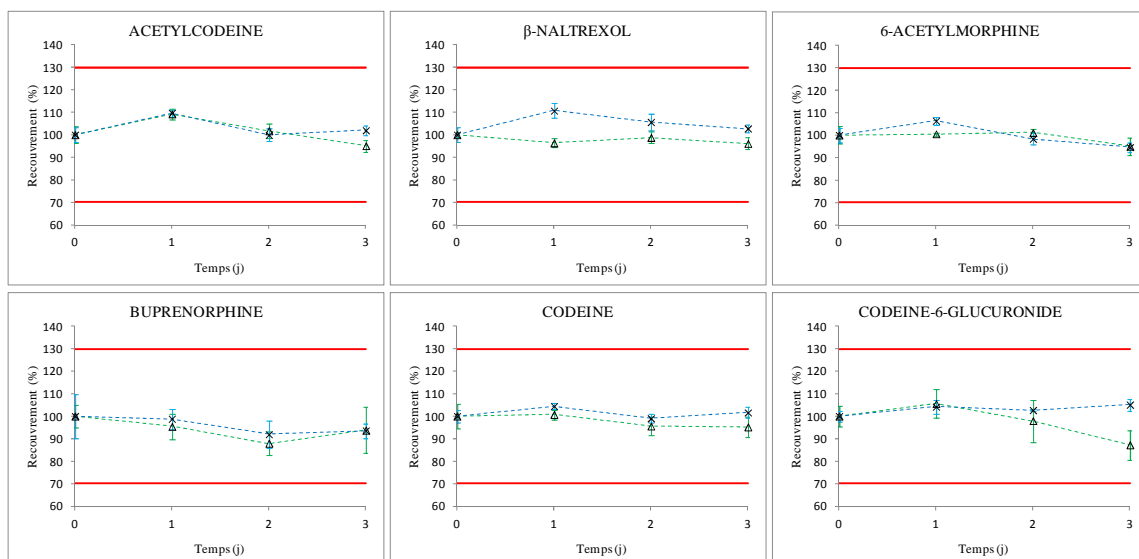 ACETYLCODEINE
140
130
120
110
100
90
80
70
60
Recouvrement (%)
0 1 2 3
Temps (j)
β-NALTREXOL
140
130
120
110
100
90
80
70
60
Recouvrement (%)
0 1 2 3
Temps (j)
6-ACETYLMORPHINE
140
130
120
110
100
90
80
70
60
Recouvrement (%)
0 1 2 3
Temps (j)
BUPRENORPHINE
140
130
120
110
100
90
80
70
60
Recouvrement (%)
0 1 2 3
Temps (j)
CODEINE
140
130
120
110
100
90
80
70
60
Recouvrement (%)
0 1 2 3
Temps (j)
CODEINE-6-GLUCURONIDE
140
130
120
110
100
90
80
70
60
Recouvrement (%)
0 1 2 3
Temps (j)